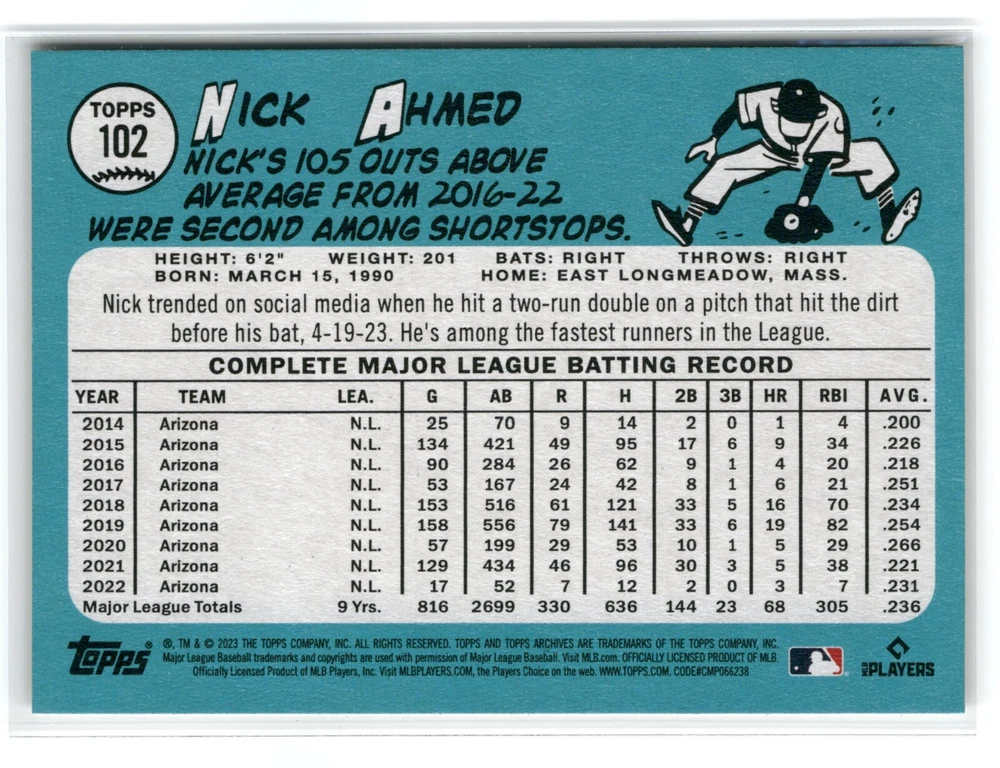 TOPPS
102
NICK AHMED
NICK'S 105 OUTS ABOVE
AVERAGE FROM 2016-22
WERE SECOND AMONG SHORTSTOPS.
HEIGHT: 6'2" WEIGHT: 201 BATS: RIGHT THROWS: RIGHT
BORN: MARCH 15, 1990 HOME: EAST LONGMEADOW, MASS.
Nick trended on social media when he hit a two-run double on a pitch that hit the dirt
before his bat, 4-19-23. He's among the fastest runners in the League.
COMPLETE MAJOR LEAGUE BATTING RECORD
YEAR TEAM LEA. G AB R H 2B 3B HR RBI AVG.
2014 Arizona N.L. 25 70 9 14 2 0 1 4 .200
2015 Arizona N.L. 134 421 49 95 17 6 9 34 .226
2016 Arizona N.L. 90 284 26 62 9 1 4 20 .218
2017 Arizona N.L. 53 167 24 42 8 1 6 21 .251
2018 Arizona N.L. 153 516 61 121 33 5 16 70 .234
2019 Arizona N.L. 158 556 79 141 33 6 19 82 .254
2020 Arizona N.L. 57 199 29 53 10 1 5 29 .266
2021 Arizona N.L. 129 434 46 96 30 3 5 38 .221
2022 Arizona N.L. 17 52 7 12 2 0 3 7 .231
Major League Totals 9 Yrs. 816 2699 330 636 144 23 68 305 .236
topps®
®, TM & © 2023 THE TOPPS COMPANY, INC. ALL RIGHTS RESERVED. TOPPS AND TOPPS ARCHIVES ARE TRADEMARKS OF THE TOPPS COMPANY, INC.
Major League Baseball trademarks and copyrights are used with permission of Major League Baseball. Visit MLB.com. OFFICIALLY LICENSED PRODUCT OF MLB.
Officially Licensed Product of MLB Players, Inc. Visit MLBPLAYERS.COM, the Players Choice on the web. WWW.TOPPS.COM. CODE#CMP066238
MLB PLAYERS